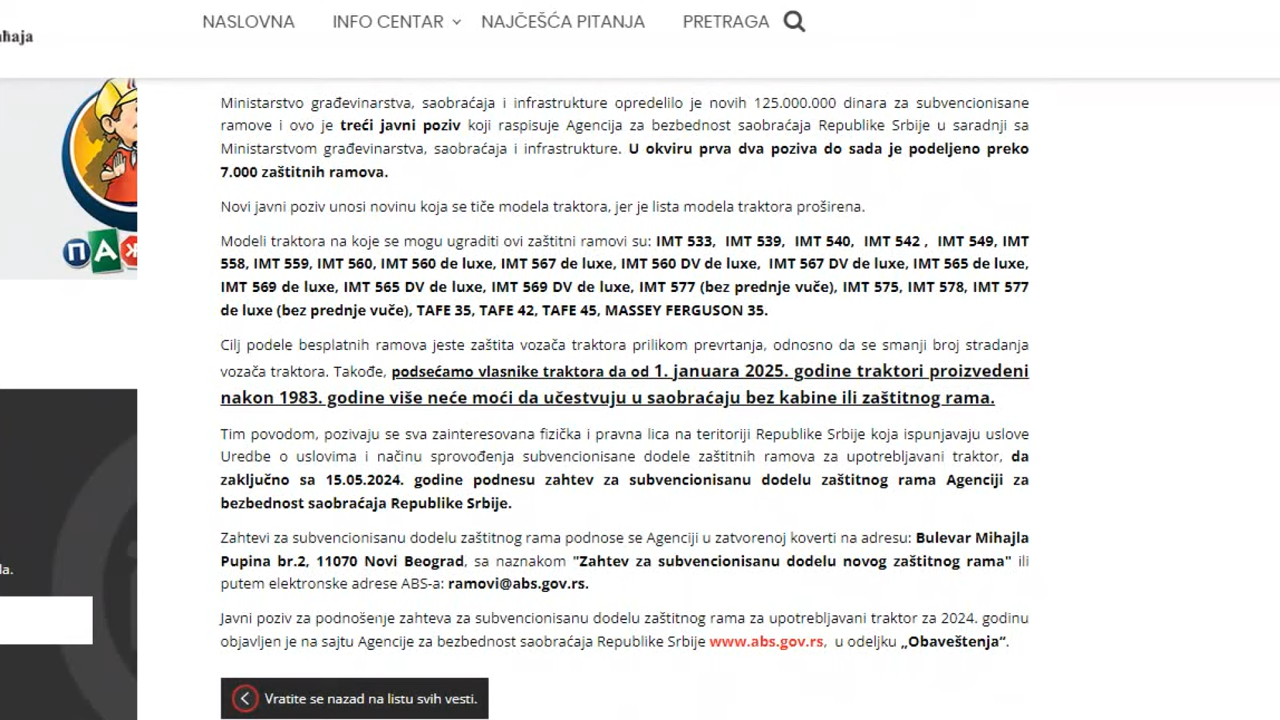 NASLOVNA INFO CENTAR NAJČEŠĆA PITANJA PRETRAGA
Ministarstvo građevinarstva, saobraćaja i infrastrukture opredelilo je novih 125.000.000 dinara za subvencionisane
ramove i ovo je treći javni poziv koji raspisuje Agencija za bezbednost saobraćaja Republike Srbije u saradnji sa
Ministarstvom građevinarstva, saobraćaja i infrastrukture. U okviru prva dva poziva do sada je podeljeno preko
7.000 zaštitnih ramova.
Novi javni poziv unosi novinu koja se tiče modela traktora, jer je lista modela traktora proširena.
Modeli traktora na koje se mogu ugraditi ovi zaštitni ramovi su: IMT 533, IMT 539, IMT 540, IMT 542 , IMT 549, IMT
558, IMT 559, IMT 560, IMT 560 de luxe, IMT 567 de luxe, IMT 560 DV de luxe, IMT 567 DV de luxe, IMT 565 de luxe,
IMT 569 de luxe, IMT 565 DV de luxe, IMT 569 DV de luxe, IMT 577 (bez prednje vuče), IMT 575, IMT 578, IMT 577
de luxe (bez prednje vuče), TAFE 35, TAFE 42, TAFE 45, MASSEY FERGUSON 35.
Cilj podele besplatnih ramova jeste zaštita vozača traktora prilikom prevrtanja, odnosno da se smanji broj stradanja
vozača traktora. Takođe, podsećamo vlasnike traktora da od 1. januara 2025. godine traktori proizvedeni
nakon 1983. godine više neće moći da učestvuju u saobraćaju bez kabine ili zaštitnog rama.
Tim povodom, pozivaju se sva zainteresovana fizička i pravna lica na teritoriji Republike Srbije koja ispunjavaju uslove
Uredbe o uslovima i načinu sprovođenja subvencionisane dodele zaštitnih ramova za upotrebljavani traktor, da
zaključno sa 15.05.2024. godine podnesu zahtev za subvencionisanu dodelu zaštitnog rama Agenciji za
bezbednost saobraćaja Republike Srbije.
Zahtevi za subvencionisanu dodelu zaštitnog rama podnose se Agenciji u zatvorenoj koverti na adresu: Bulevar Mihajla
Pupina br.2, 11070 Novi Beograd, sa naznakom "Zahtev za subvencionisanu dodelu novog zaštitnog rama" ili
putem elektronske adrese ABS-a: ramovi@abs.gov.rs.
Javni poziv za podnošenje zahteva za subvencionisanu dodelu zaštitnog rama za upotrebljavani traktor za 2024. godinu
objavljen je na sajtu Agencije za bezbednost saobraćaja Republike Srbije www.abs.gov.rs, u odeljku „Obaveštenja“.
Vratite se nazad na listu svih vesti.